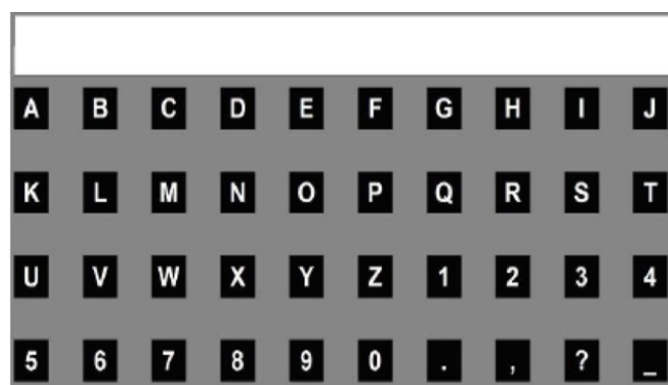 A B C D E F G H I J
K L M N O P Q R S T
U V W X Y Z 1 2 3 4
5 6 7 8 9 0 . , ? _